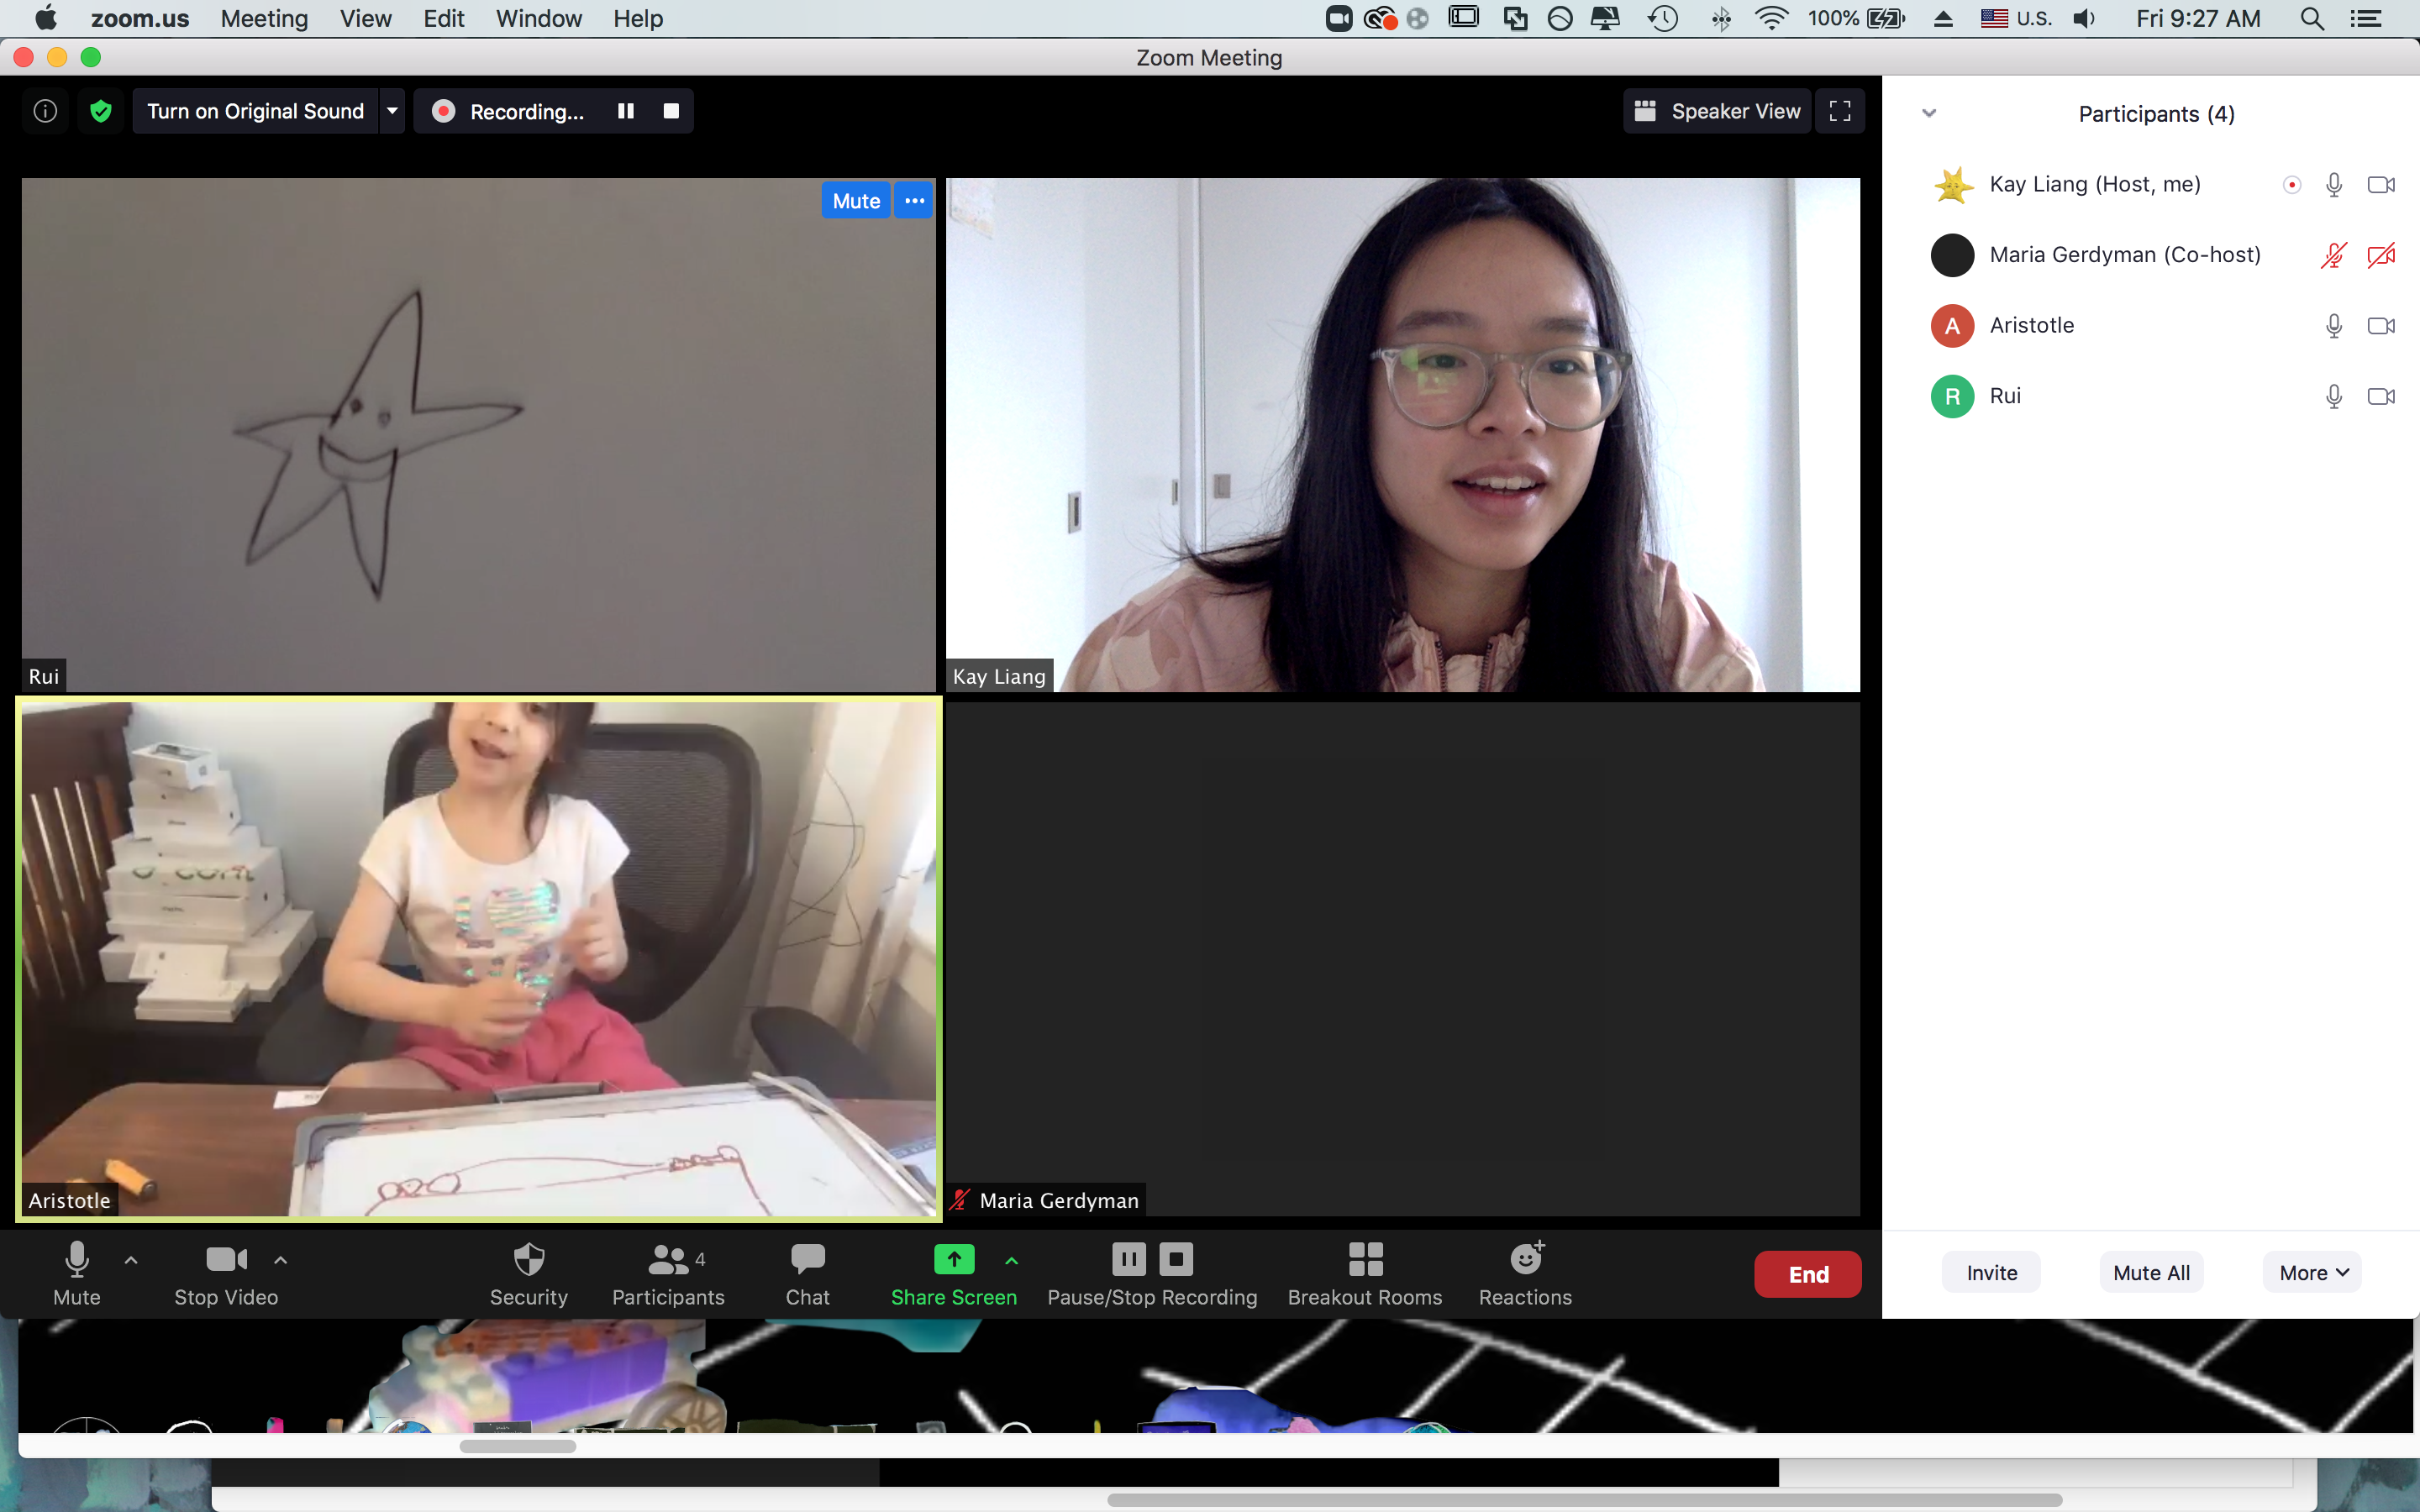 zoom.us Meeting View Edit Window Help 100% U.S. Fri 9:27 AM
Zoom Meeting
Turn on Original Sound Recording... Speaker View
Participants (4)
Kay Liang (Host, me)
Maria Gerdyman (Co-host)
A Aristotle
R Rui
Mute ...
Rui
Kay Liang
Aristotle
Maria Gerdyman
Mute Stop Video Security Participants 4 Chat Share Screen Pause/Stop Recording Breakout Rooms Reactions End
Invite Mute All More